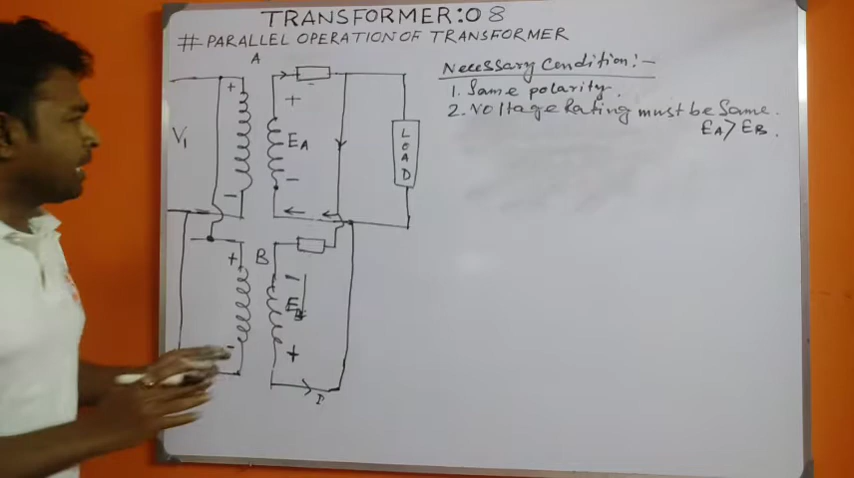 TRANSFORMER:08
# PARALLEL OPERATION OF TRANSFORMER
Necessary Condition:-
1. Same polarity.
2. Voltage Rating must be Same.
EA > EB.
A
+
+
V1
EA
-
-
LOAD
B
+
-
EB
-
+